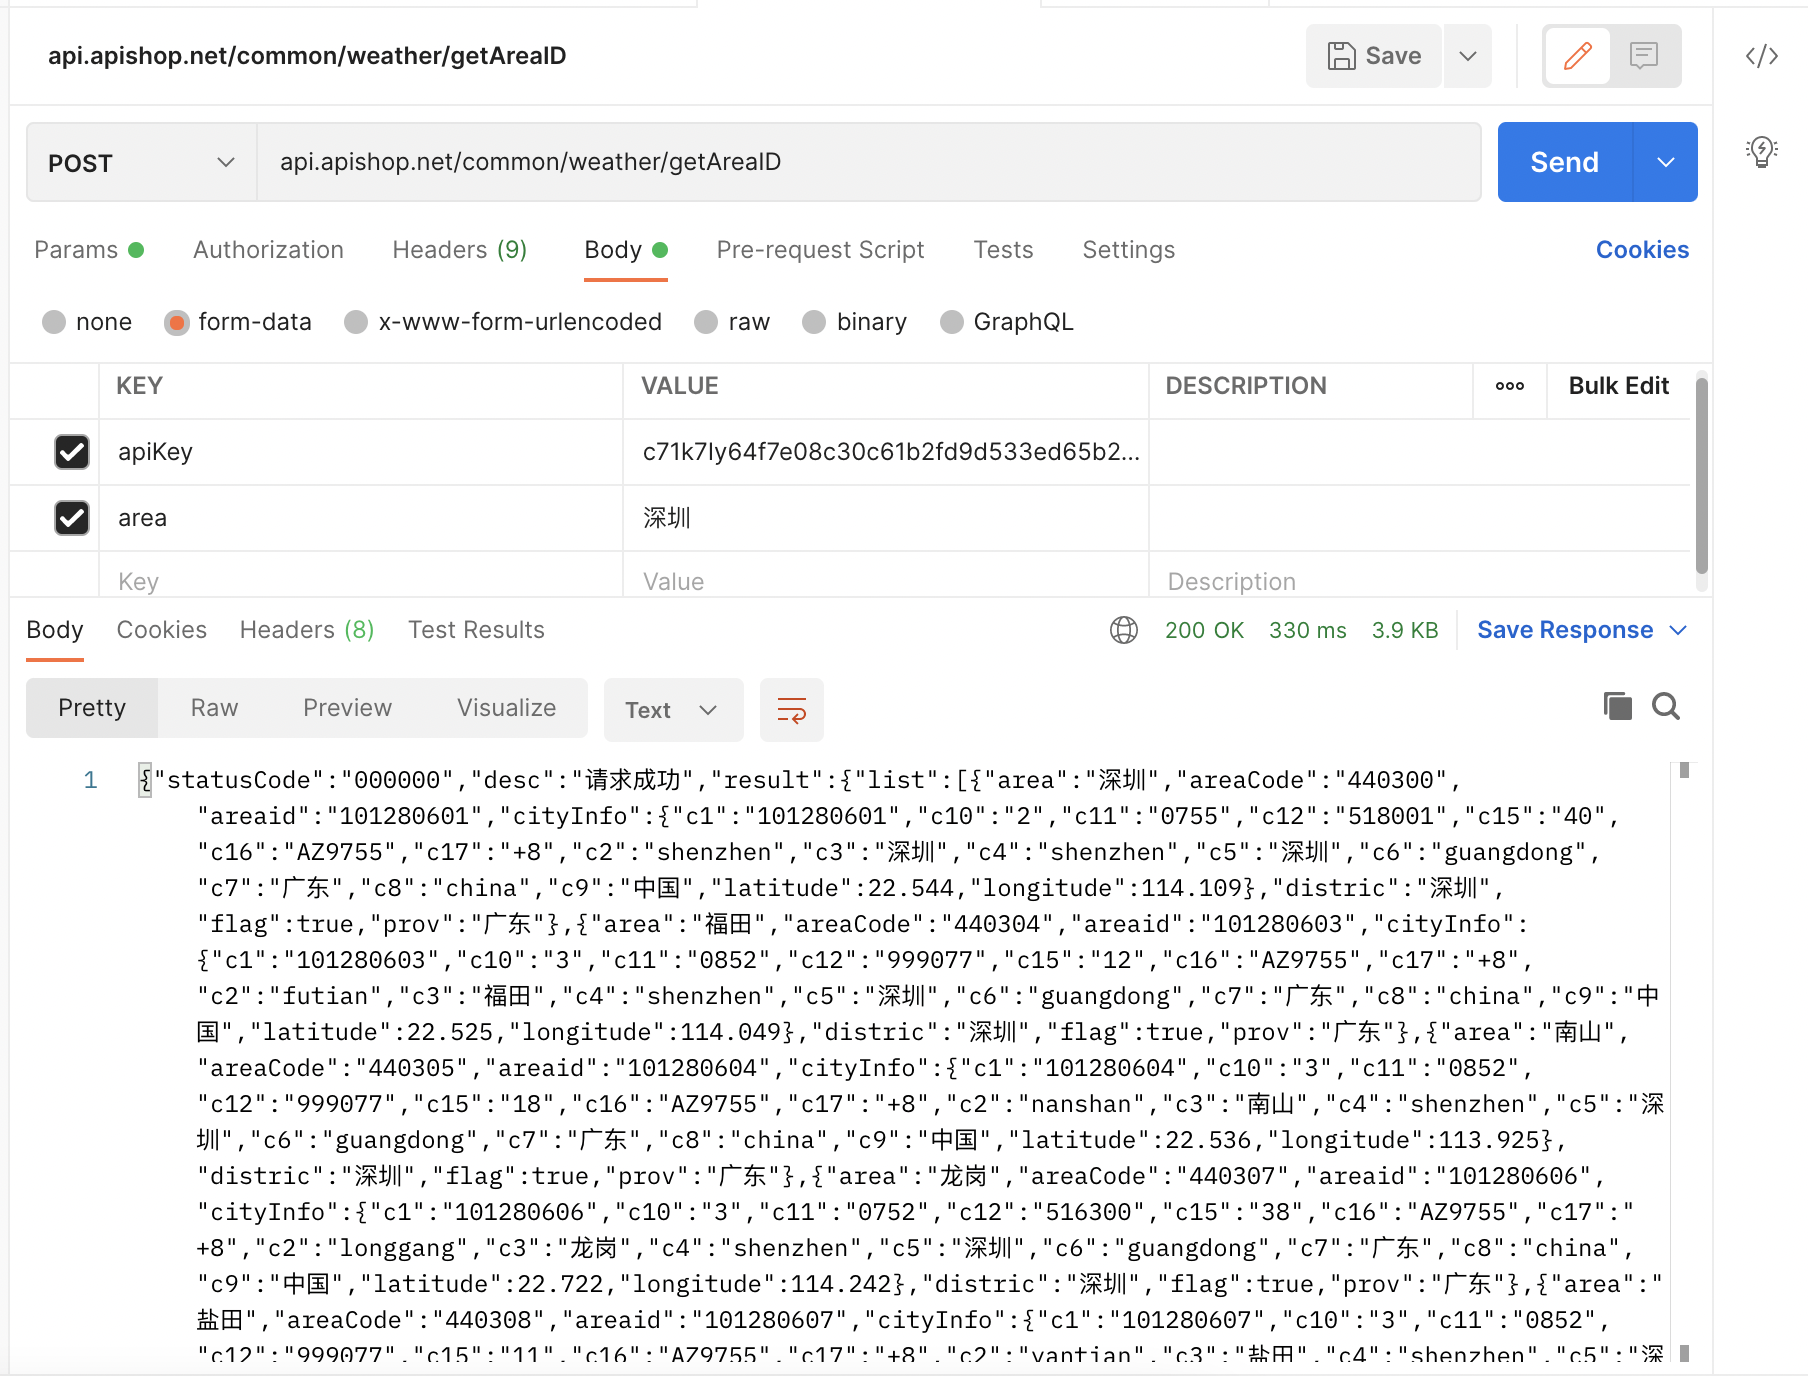 api.apishop.net/common/weather/getAreaID
Save
POST
api.apishop.net/common/weather/getAreaID
Send
Params
Authorization
Headers (9)
Body
Pre-request Script
Tests
Settings
Cookies
none
form-data
x-www-form-urlencoded
raw
binary
GraphQL
KEY
VALUE
DESCRIPTION
Bulk Edit
apiKey
c71k7ly64f7e08c30c61b2fd9d533ed65b2...
area
深圳
Key
Value
Description
Body
Cookies
Headers (8)
Test Results
200 OK
330 ms
3.9 KB
Save Response
Pretty
Raw
Preview
Visualize
Text
1
{"statusCode":"000000","desc":"请求成功","result":{"list":[{"area":"深圳","areaCode":"440300",
"areaid":"101280601","cityInfo":{"c1":"101280601","c10":"2","c11":"0755","c12":"518001","c15":"40",
"c16":"AZ9755","c17":"+8","c2":"shenzhen","c3":"深圳","c4":"shenzhen","c5":"深圳","c6":"guangdong",
"c7":"广东","c8":"china","c9":"中国","latitude":22.544,"longitude":114.109},"distric":"深圳",
"flag":true,"prov":"广东"},{"area":"福田","areaCode":"440304","areaid":"101280603","cityInfo":
{"c1":"101280603","c10":"3","c11":"0852","c12":"999077","c15":"12","c16":"AZ9755","c17":"+8",
"c2":"futian","c3":"福田","c4":"shenzhen","c5":"深圳","c6":"guangdong","c7":"广东","c8":"china","c9":"中
国","latitude":22.525,"longitude":114.049},"distric":"深圳","flag":true,"prov":"广东"},{"area":"南山",
"areaCode":"440305","areaid":"101280604","cityInfo":{"c1":"101280604","c10":"3","c11":"0852",
"c12":"999077","c15":"18","c16":"AZ9755","c17":"+8","c2":"nanshan","c3":"南山","c4":"shenzhen","c5":"深
圳","c6":"guangdong","c7":"广东","c8":"china","c9":"中国","latitude":22.536,"longitude":113.925},
"distric":"深圳","flag":true,"prov":"广东"},{"area":"龙岗","areaCode":"440307","areaid":"101280606",
"cityInfo":{"c1":"101280606","c10":"3","c11":"0752","c12":"516300","c15":"38","c16":"AZ9755","c17":"
+8","c2":"longgang","c3":"龙岗","c4":"shenzhen","c5":"深圳","c6":"guangdong","c7":"广东","c8":"china",
"c9":"中国","latitude":22.722,"longitude":114.242},"distric":"深圳","flag":true,"prov":"广东"},{"area":"
盐田","areaCode":"440308","areaid":"101280607","cityInfo":{"c1":"101280607","c10":"3","c11":"0852",
"c12":"999077","c15":"11","c16":"AZ9755","c17":"+8","c2":"yantian","c3":"盐田","c4":"shenzhen","c5":"深